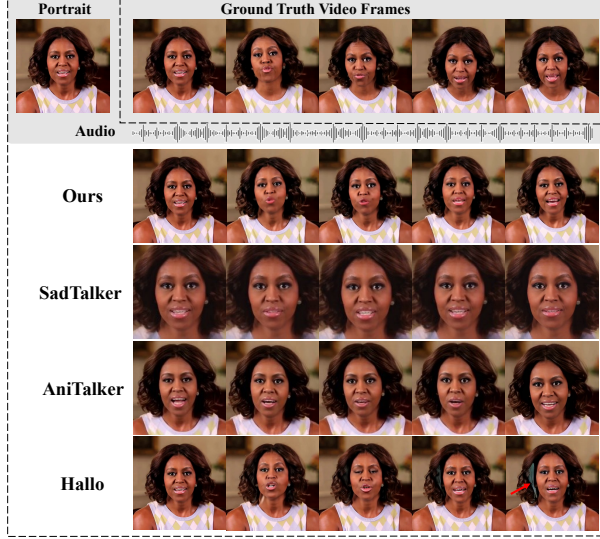 Portrait
Ground Truth Video Frames
Audio
Ours
SadTalker
AniTalker
Hallo